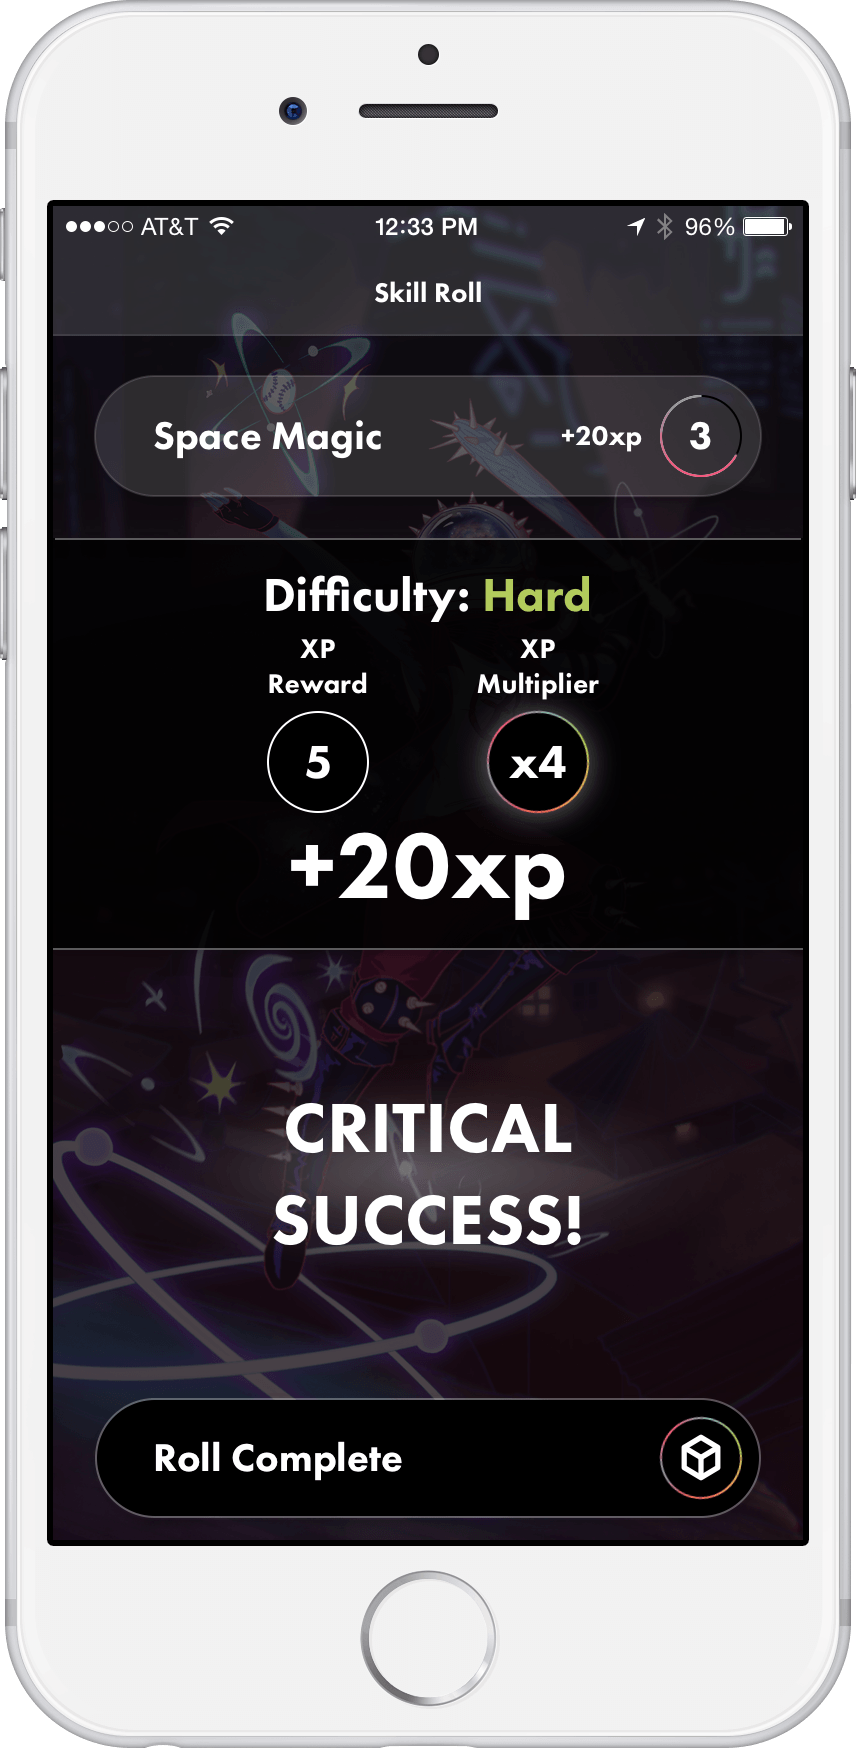 AT&T 12:33 PM 96%
Skill Roll
Space Magic +20xp 3
Difficulty: Hard
XP XP
Reward Multiplier
5 x4
+20xp
CRITICAL
SUCCESS!
Roll Complete